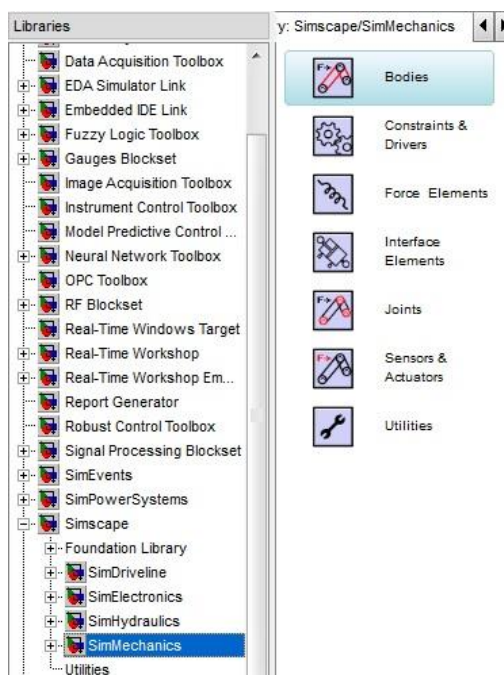 Libraries
Data Acquisition Toolbox
EDA Simulator Link
Embedded IDE Link
Fuzzy Logic Toolbox
Gauges Blockset
Image Acquisition Toolbox
Instrument Control Toolbox
Model Predictive Control ...
Neural Network Toolbox
OPC Toolbox
RF Blockset
Real-Time Windows Target
Real-Time Workshop
Real-Time Workshop Em...
Report Generator
Robust Control Toolbox
Signal Processing Blockset
SimEvents
SimPowerSystems
Simscape
Foundation Library
SimDriveline
SimElectronics
SimHydraulics
SimMechanics
Utilities
y: Simscape/SimMechanics
Bodies
Constraints &
Drivers
Force Elements
Interface
Elements
Joints
Sensors &
Actuators
Utilities